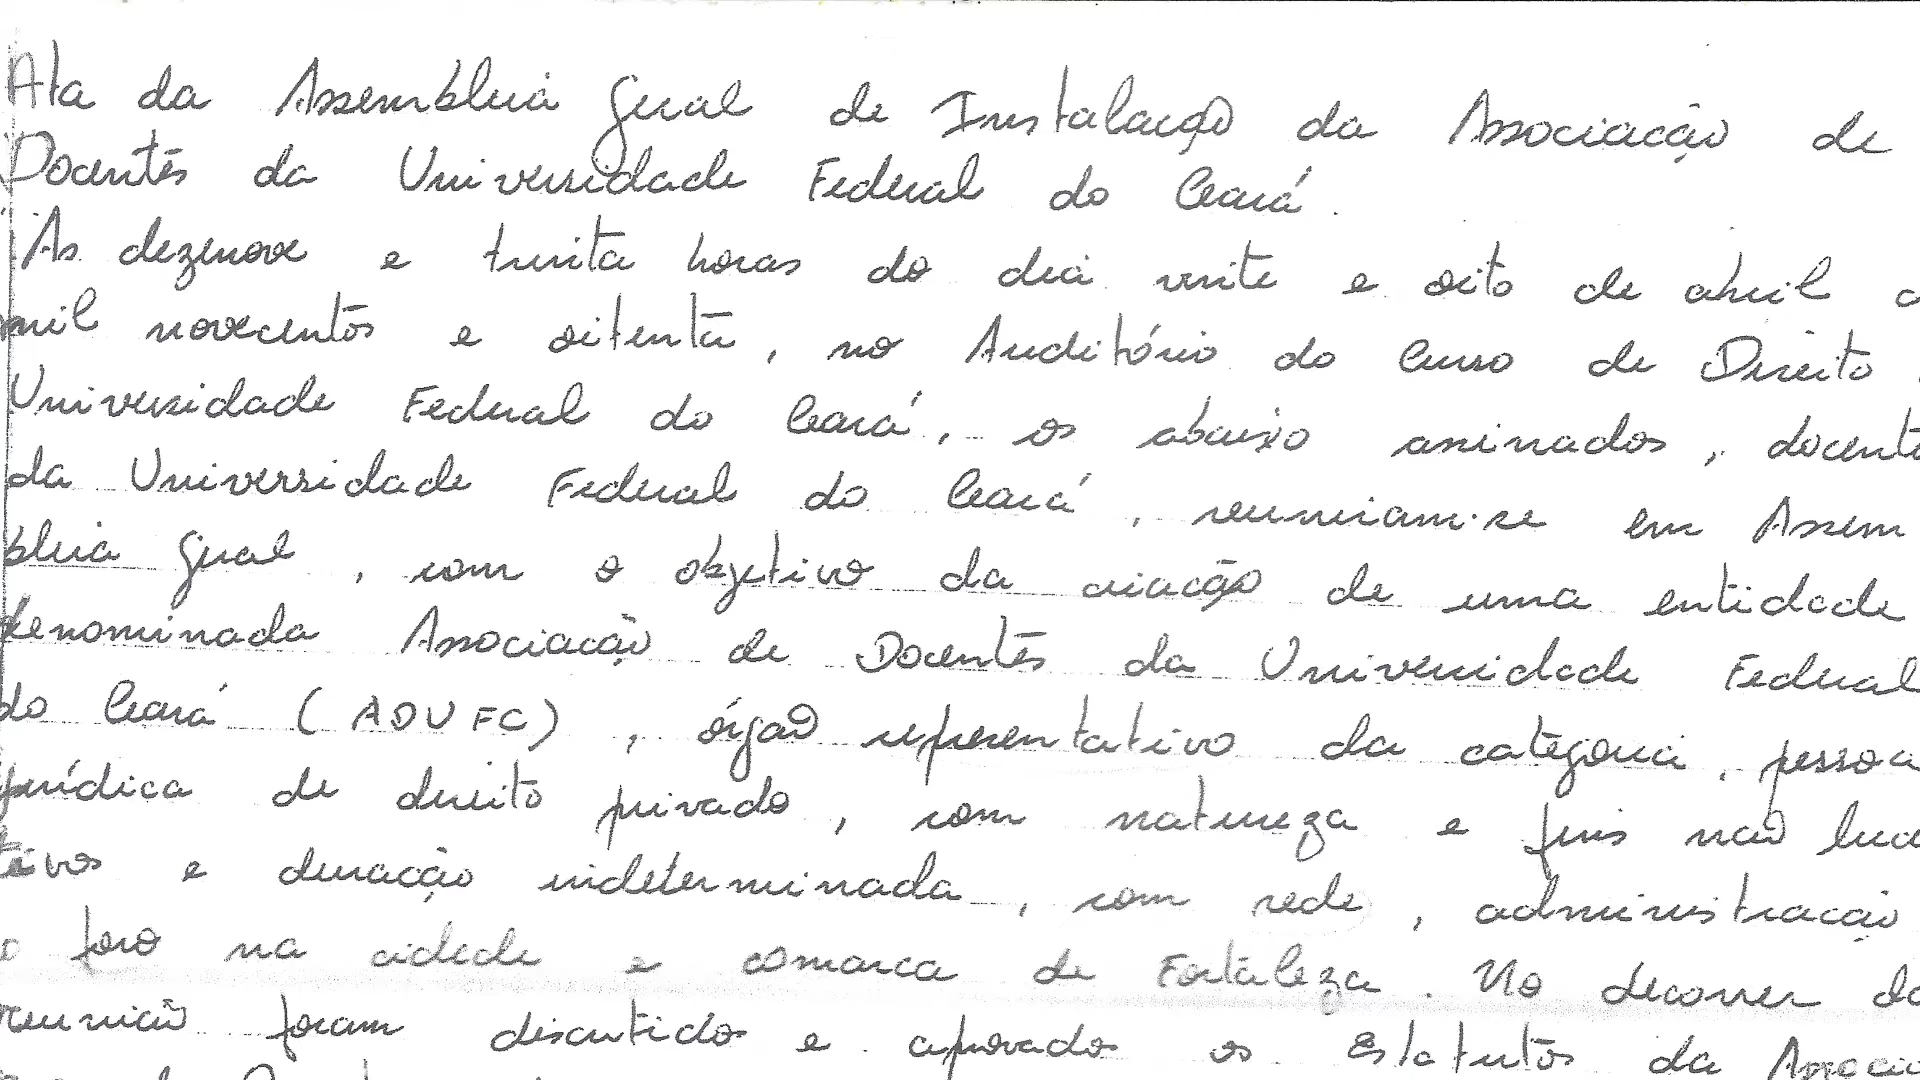 Ata da Assembleia Geral de Instalação da Associação de
Docentes da Universidade Federal do Ceará.
Às dezenove e trinta horas do dia vinte e oito de abril
mil novecentos e oitenta, no Auditório do Curso de Direito
Universidade Federal do Ceará, os abaixo assinados, docente
da Universidade Federal do Ceará, reuniram-se em Assem
bleia Geral, com o objetivo da criação de uma entidade
denominada Associação de Docentes da Universidade Federal
do Ceará (ADUFC), órgão representativo da categoria, pessoa
jurídica de direito privado, com natureza e fins não lucra
tivos e duração indeterminada, com sede, administração
e foro na cidade e comarca de Fortaleza. No decorrer da
reunião foram discutidos e aprovados os Estatutos da Associa